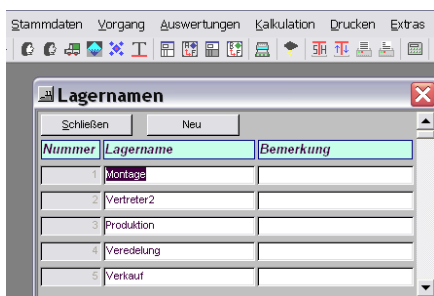 Stammdaten Vorgang Auswertungen Kalkulation Drucken Extras
Lagernamen
Schließen Neu
Nummer Lagername Bemerkung
1 Montage
2 Vertreter2
3 Produktion
4 Veredelung
5 Verkauf